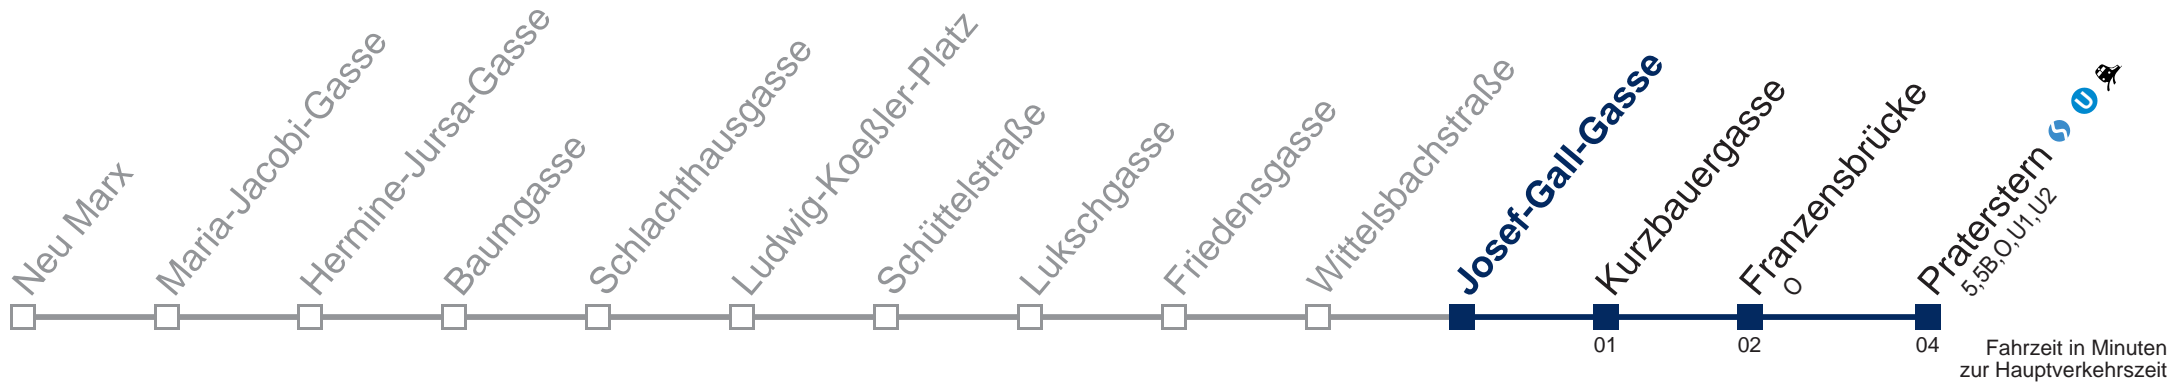 Neu Marx
Maria-Jacobi-Gasse
Hermine-Jursa-Gasse
Baumgasse
Schlachthausgasse
Ludwig-Koeßler-Platz
Schüttelstraße
Lukschgasse
Friedensgasse
Wittelsbachstraße
Josef-Gall-Gasse
Kurzbauergasse
01
Franzensbrücke
O
02
Praterstern S U
5,5B,O,U1,U2
04
Fahrzeit in Minuten
zur Hauptverkehrszeit